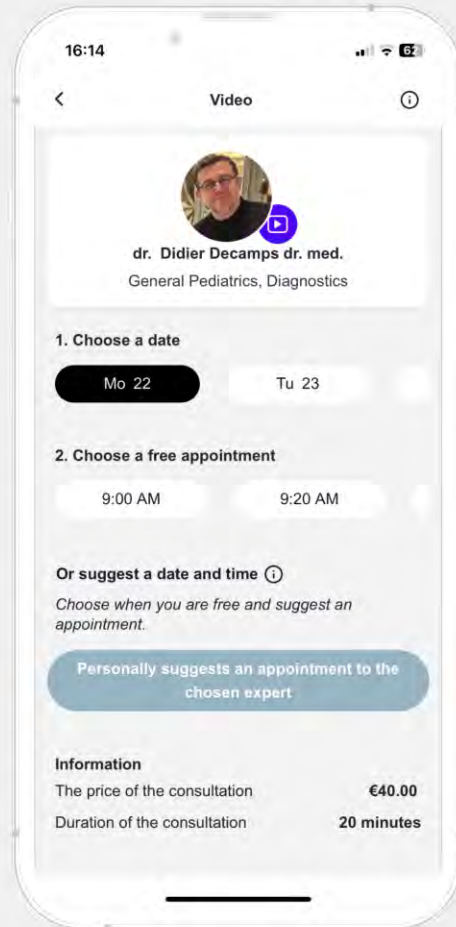 16:14
62
Video
dr. Didier Decamps dr. med.
General Pediatrics, Diagnostics
1. Choose a date
Mo 22 Tu 23
2. Choose a free appointment
9:00 AM 9:20 AM
Or suggest a date and time
Choose when you are free and suggest an
appointment.
Personally suggests an appointment to the
chosen expert
Information
The price of the consultation €40.00
Duration of the consultation 20 minutes